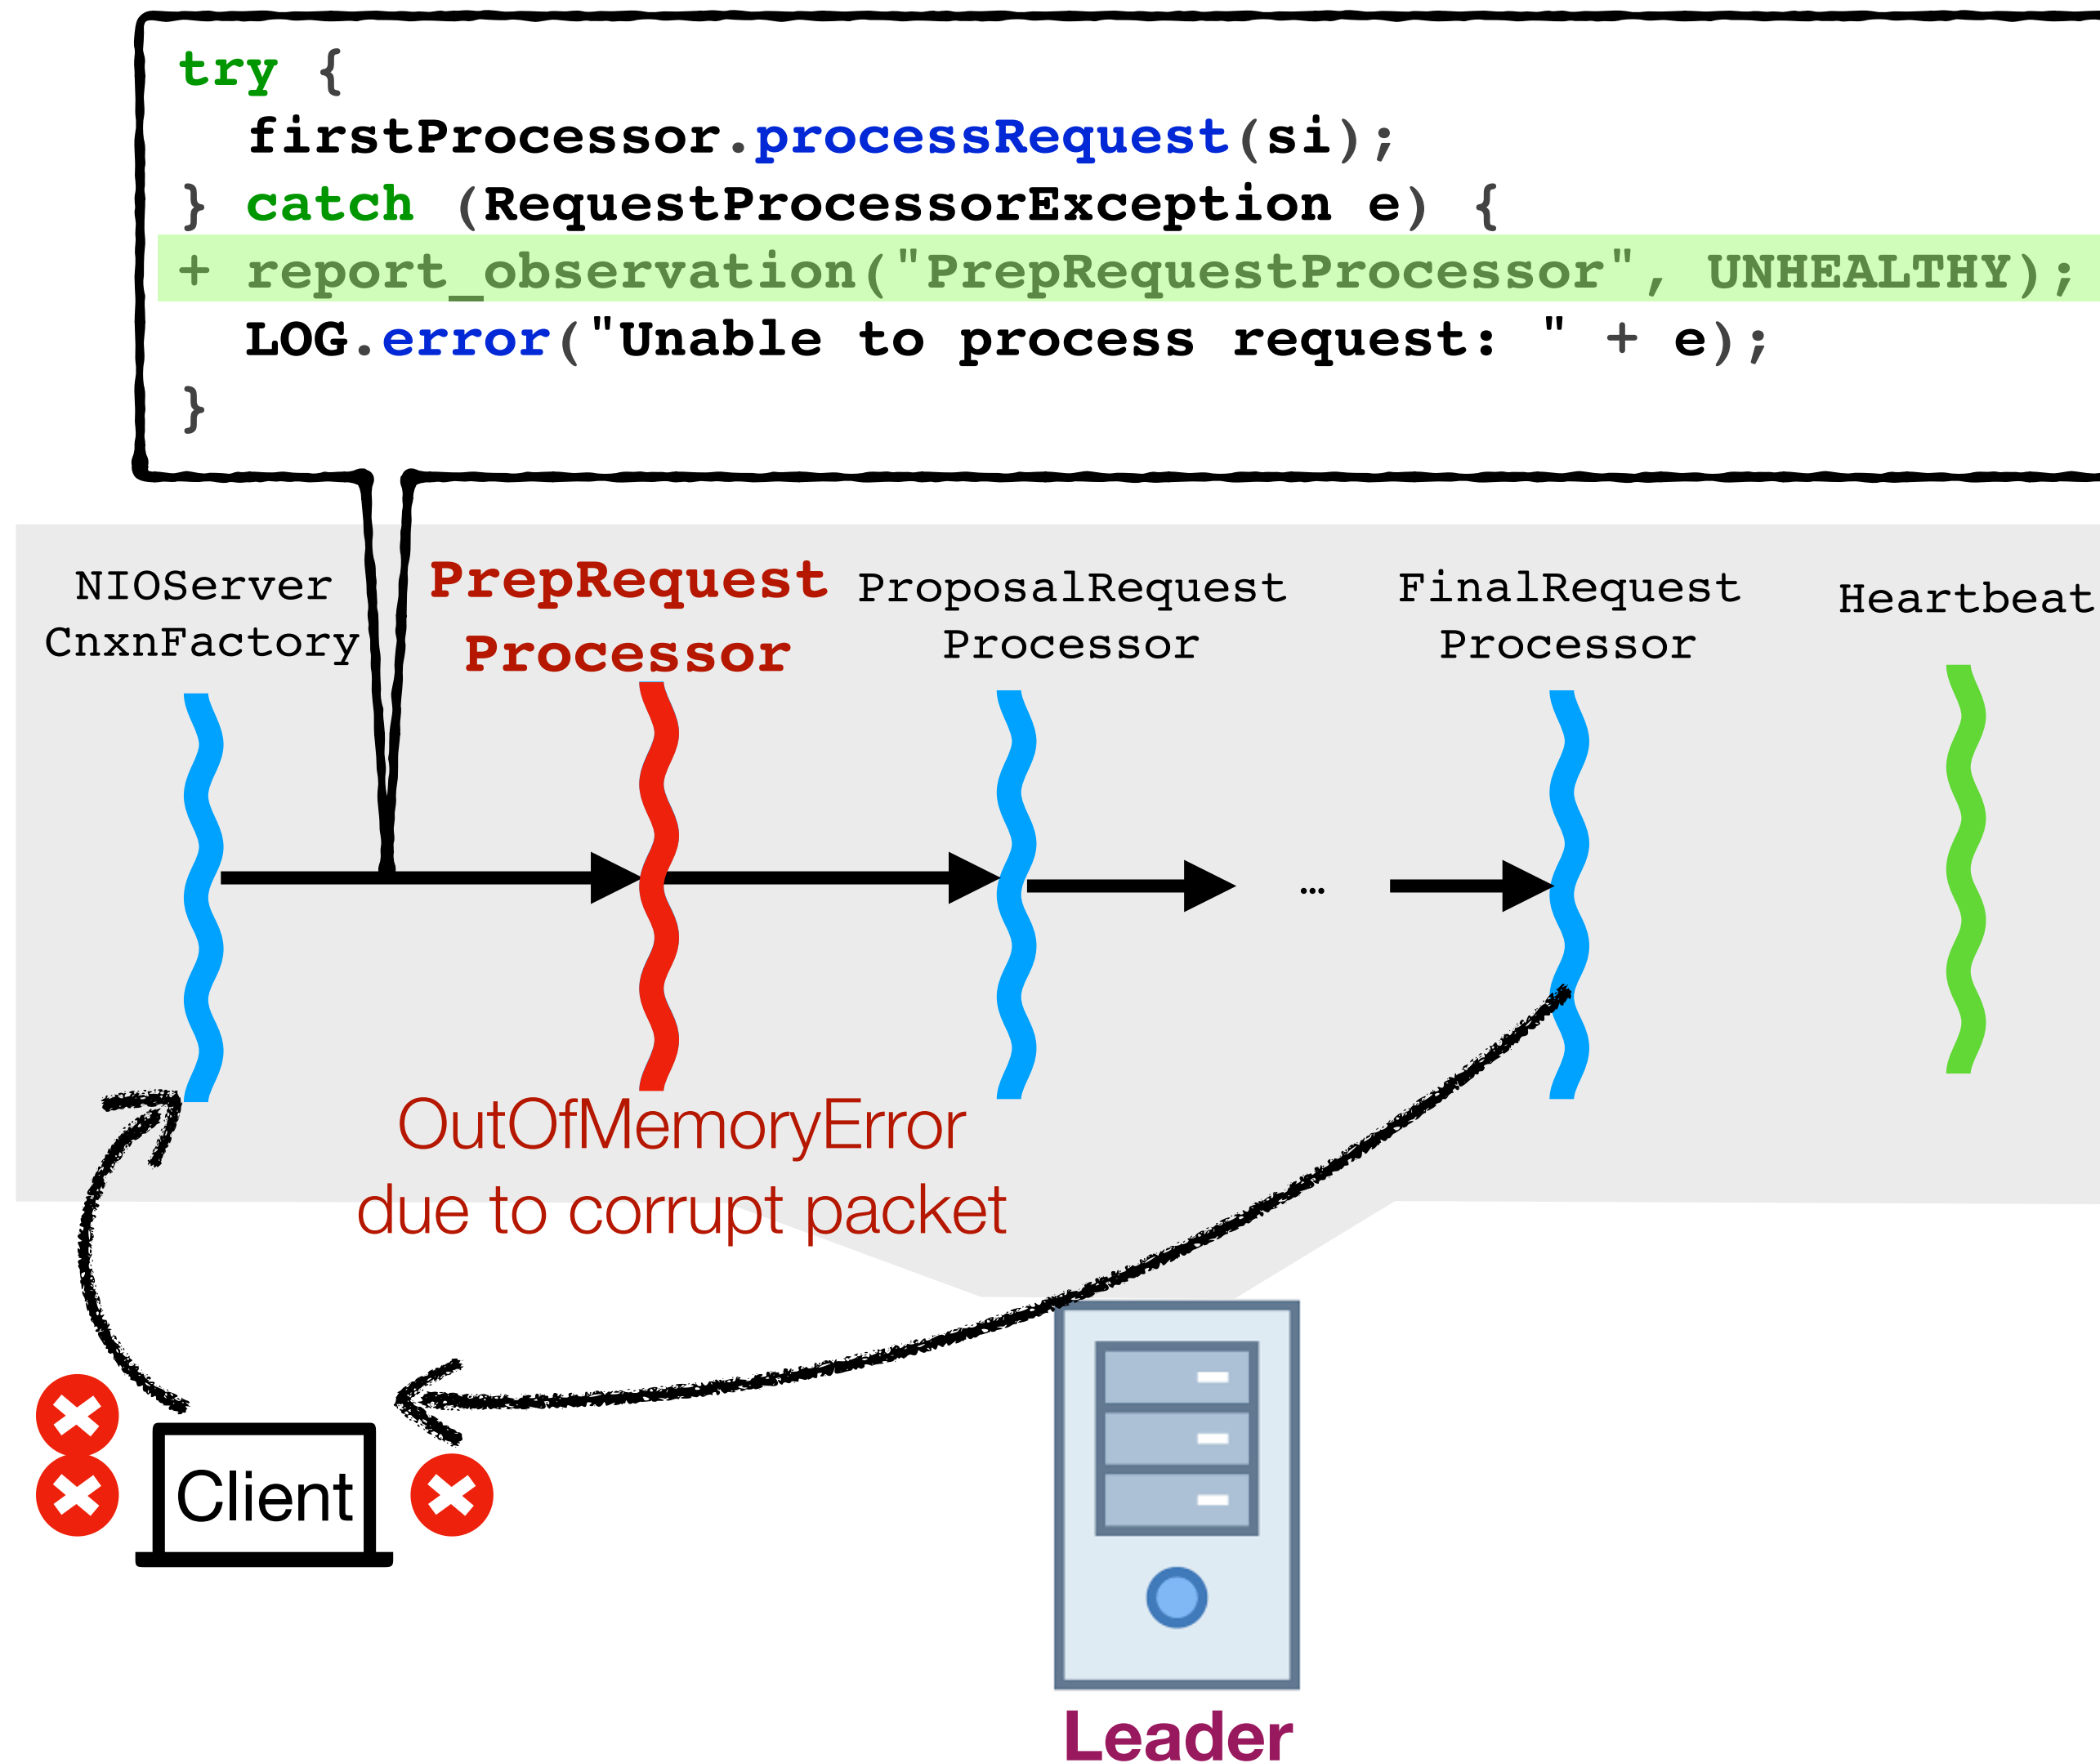 try {
firstProcessor.processRequest(si);
} catch (RequestProcessorException e) {
+ report_observation("PrepRequestProcessor", UNHEALTHY);
LOG.error("Unable to process request: " + e);
}
NIOServer
CnxnFactory
PrepRequest
Processor
ProposalRequest
Processor
FinalRequest
Processor
Heartbeat
…
OutOfMemoryError
due to corrupt packet
Client
Leader